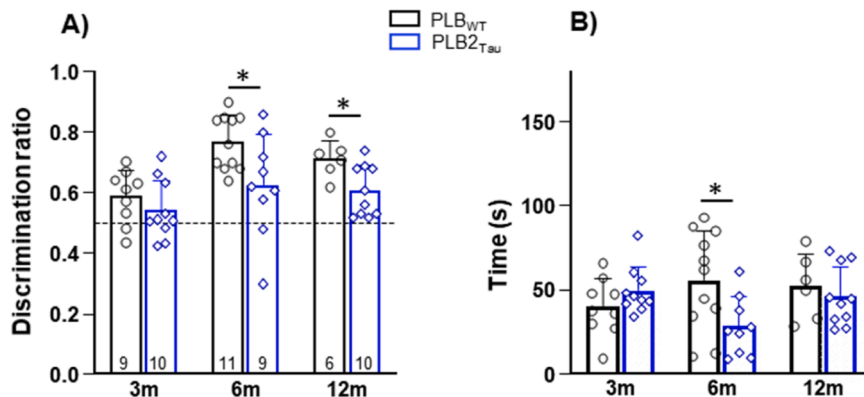 A)
PLBWT
PLB2Tau
B)
Discrimination ratio
1.0
0.8
0.6
0.4
0.2
0.0
*
*
9
10
11
9
6
10
3m
6m
12m
Time (s)
150
100
50
0
*
3m
6m
12m